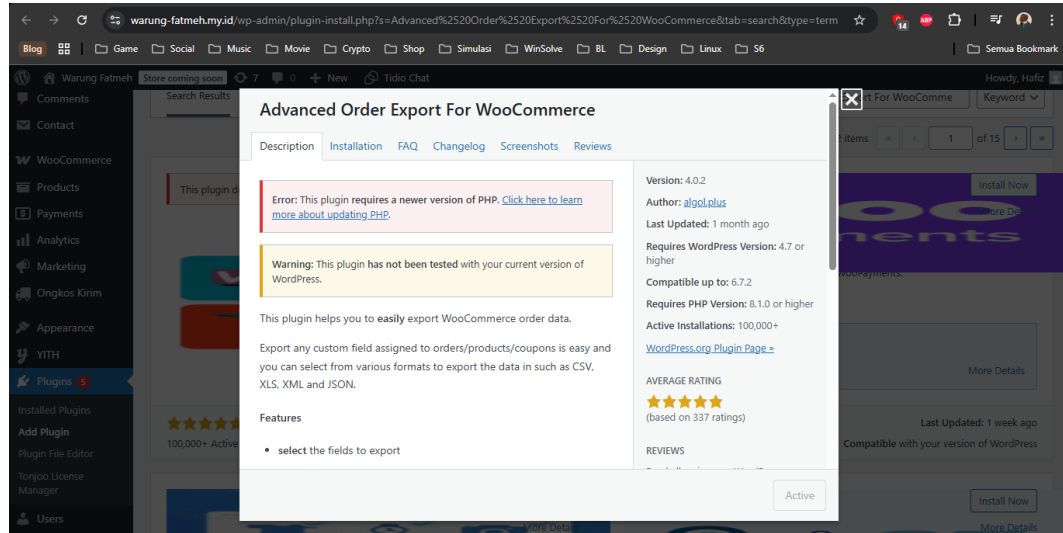 warung-fatmeh.my.id/wp-admin/plugin-install.php?s=Advanced%2520Order%2520Export%2520For%2520WooCommerce&tab=search&type=term
14
ABP
Blog Game Social Music Movie Crypto Shop Simulasi WinSolve BL Design Linux S6 Semua Bookmark
Warung Fatmeh Store coming soon 7 0 New Tidio Chat Howdy, Hafiz
Comments
Contact
WooCommerce
Products
Payments
Analytics
Marketing
Ongkos Kirim
Appearance
YITH
Plugins 5
Installed Plugins
Add Plugin
Plugin File Editor
Tonjoo License
Manager
Users
Search Results
rt For WooComme Keyword
items « ‹ 1 of 15 › »
This plugin d
Install Now
More De
ments
WooPayments.
More Details
100,000+ Active
Last Updated: 1 week ago
Compatible with your version of WordPress
Install Now
More Details
More Detai
Advanced Order Export For WooCommerce
Description Installation FAQ Changelog Screenshots Reviews
Error: This plugin requires a newer version of PHP. Click here to learn
more about updating PHP.
Warning: This plugin has not been tested with your current version of
WordPress.
This plugin helps you to easily export WooCommerce order data.
Export any custom field assigned to orders/products/coupons is easy and
you can select from various formats to export the data in such as CSV,
XLS, XML and JSON.
Features
• select the fields to export
Version: 4.0.2
Author: algol.plus
Last Updated: 1 month ago
Requires WordPress Version: 4.7 or
higher
Compatible up to: 6.7.2
Requires PHP Version: 8.1.0 or higher
Active Installations: 100,000+
WordPress.org Plugin Page »
AVERAGE RATING
(based on 337 ratings)
REVIEWS
Active